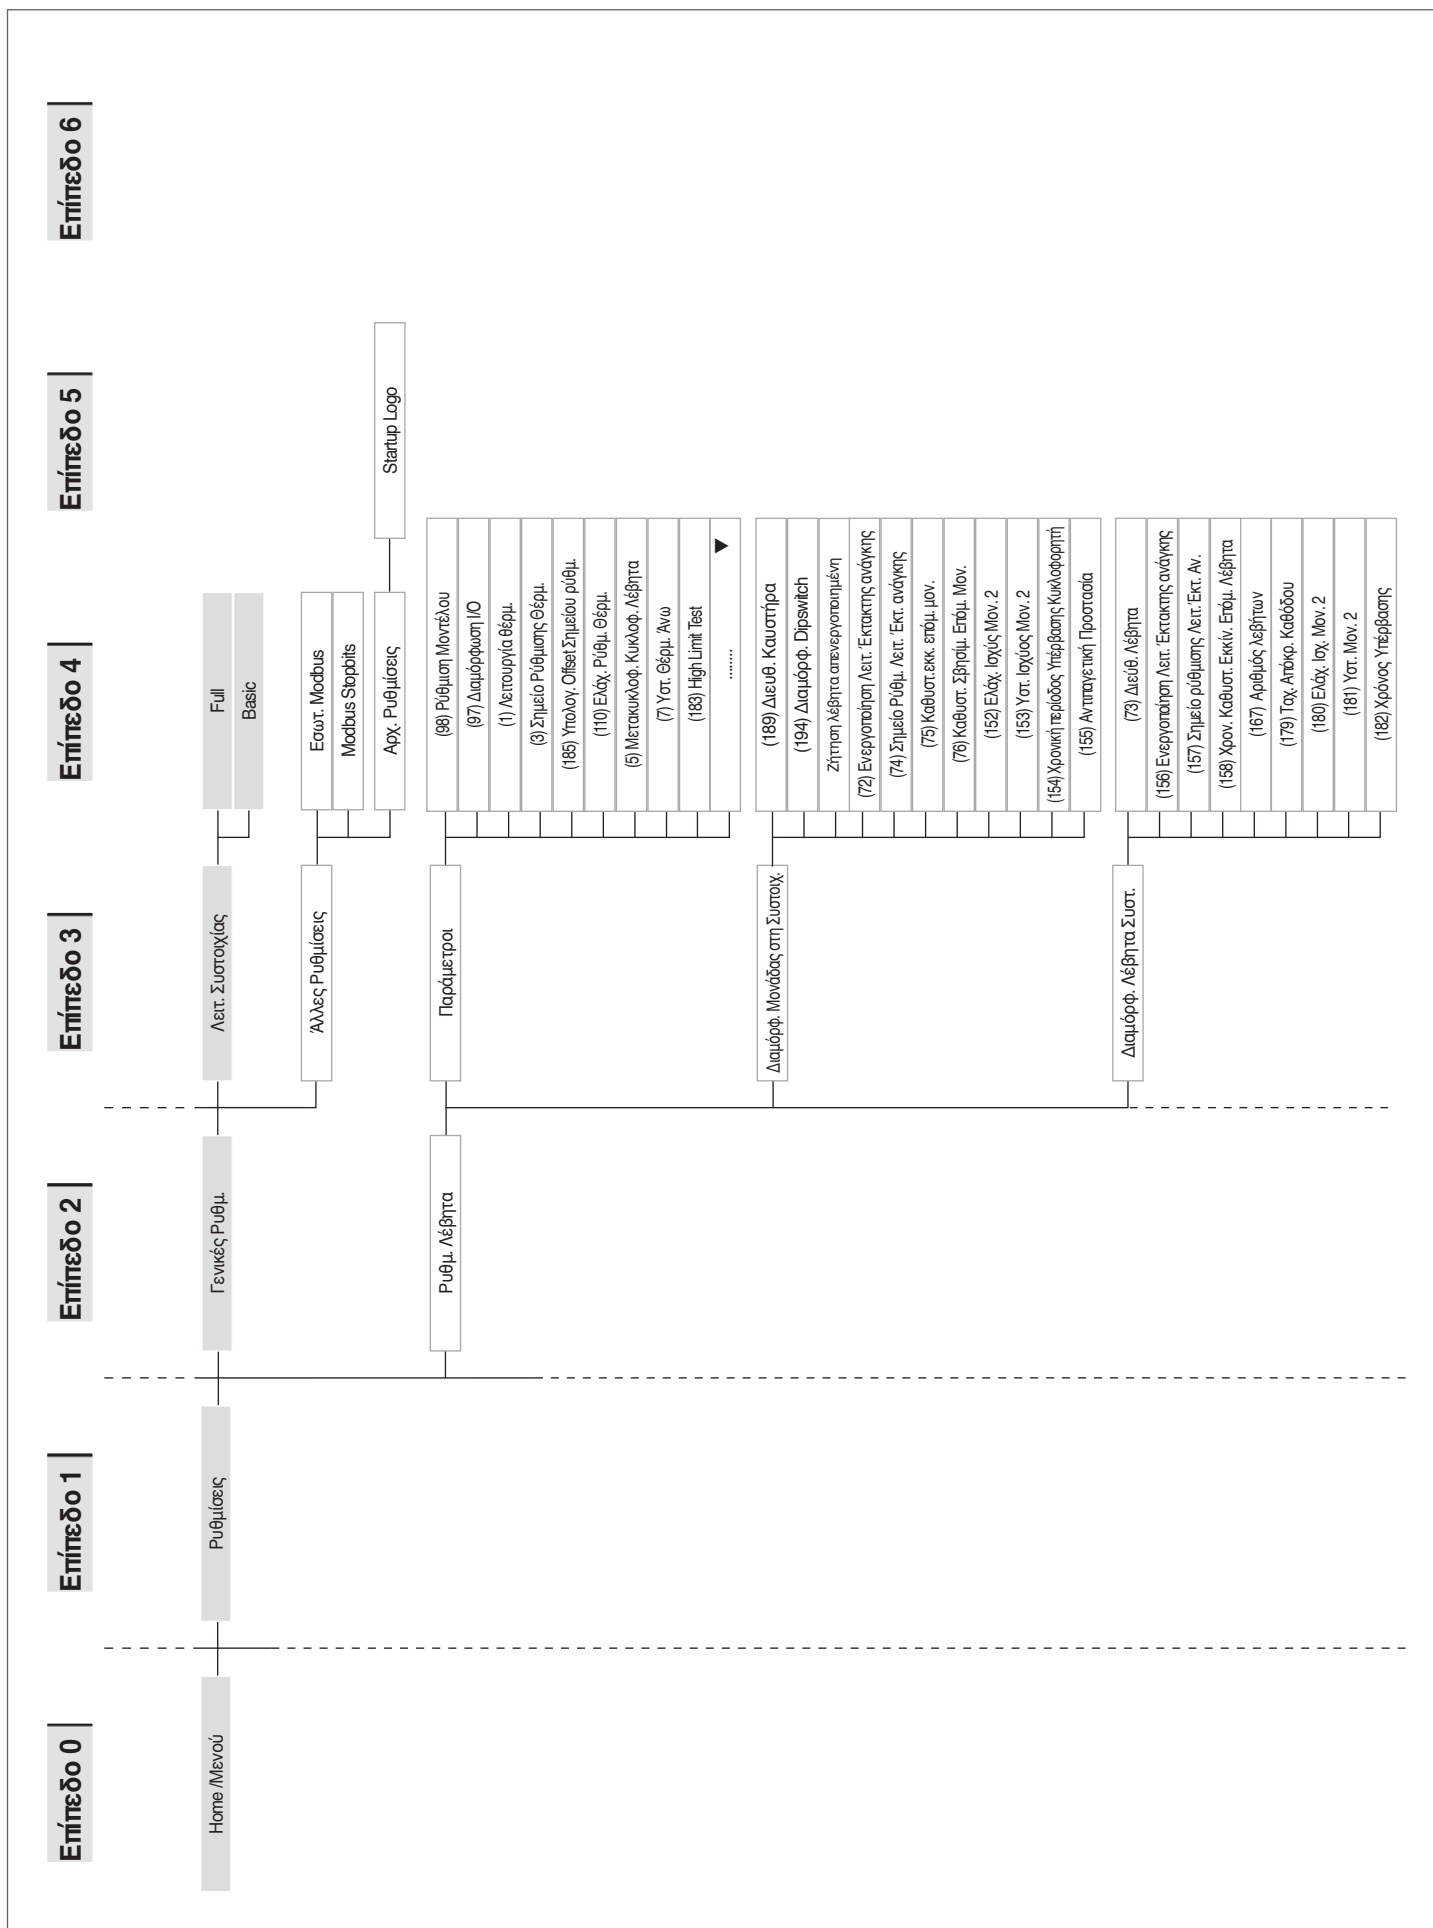 Επίπεδο 0
Επίπεδο 1
Επίπεδο 2
Επίπεδο 3
Επίπεδο 4
Επίπεδο 5
Επίπεδο 6
Home /Μενού
Ρυθμίσεις
Γενικές Ρυθμ.
Λειτ. Συστοιχίας
Full
Basic
Άλλες Ρυθμίσεις
Εσωτ. Modbus
Modbus Stopbits
Αρχ. Ρυθμίσεις
Startup Logo
Ρυθμ. Λέβητα
Παράμετροι
(98) Ρύθμιση Μοντέλου
(97) Διαμόρφωση I/O
(1) Λειτουργία θέρμ.
(3) Σημείο Ρύθμισης Θέρμ.
(185) Υπολογ. Offset Σημείου ρύθμ.
(110) Ελάχ. Ρύθμ. Θέρμ.
(5) Μετακυκλοφ. Κυκλοφ. Λέβητα
(7) Υστ. Θέρμ. Άνω
(183) High Limit Test
........ ▼
Διαμόρφ. Μονάδας στη Συστοιχ.
(189) Διευθ. Καυστήρα
(194) Διαμόρφ. Dipswitch
Ζήτηση λέβητα απενεργοποιημένη
(72) Ενεργοποίηση Λειτ. Έκτακτης ανάγκης
(74) Σημείο Ρύθμ. Λειτ. Έκτ. ανάγκης
(75) Καθυστ.εκκ. επόμ. μον.
(76) Καθυστ. Σβησίμ. Επόμ. Μον.
(152) Ελάχ. Ισχύς Μον. 2
(153) Υστ. Ισχύος Μον. 2
(154) Χρονική περίοδος Υπέρβασης Κυκλοφορητή
(155) Αντιπαγετική Προστασία
Διαμόρφ. Λέβητα Συστ.
(73) Διεύθ. Λέβητα
(156) Ενεργοποίηση Λειτ. Έκτακτης ανάγκης
(157) Σημείο ρύθμισης Λειτ. Έκτ. Αν.
(158) Χρον. Καθυστ. Εκκίν. Επόμ. Λέβητα
(167) Αριθμός λεβήτων
(179) Ταχ. Απόκρ. Καθόδου
(180) Ελάχ. Ισχ. Μον. 2
(181) Υστ. Μον. 2
(182) Χρόνος Υπέρβασης